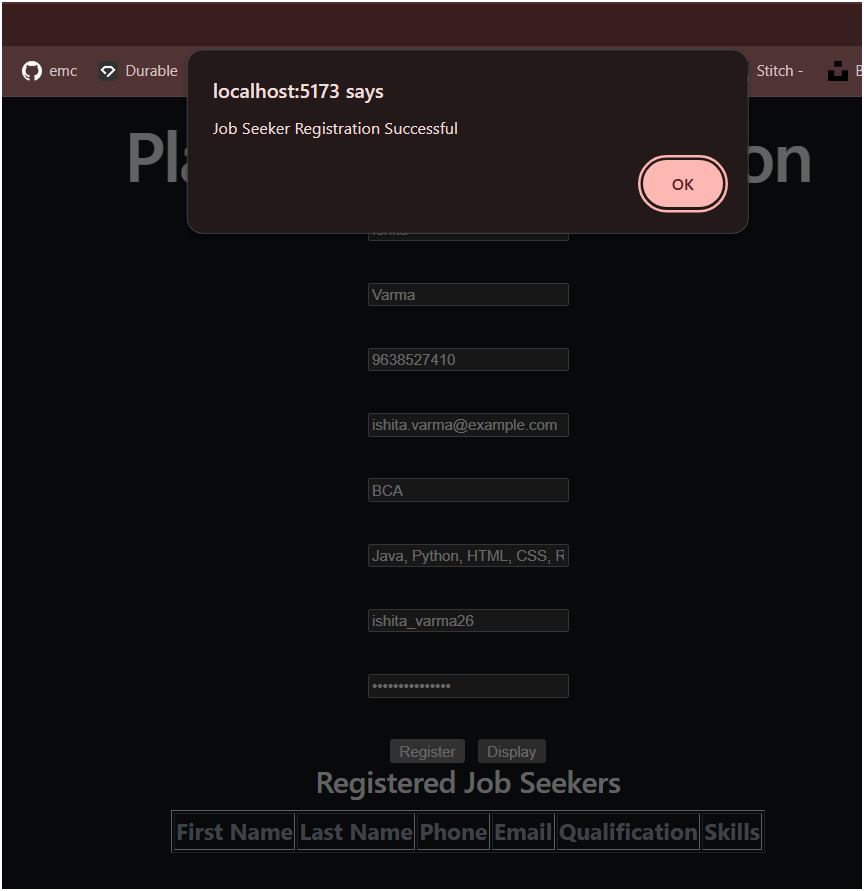 emc Durable Stitch -
localhost:5173 says
Job Seeker Registration Successful
OK
Varma
9638527410
ishita.varma@example.com
BCA
Java, Python, HTML, CSS, R
ishita_varma26
•••••••••••••••
Register Display
Registered Job Seekers
First Name Last Name Phone Email Qualification Skills